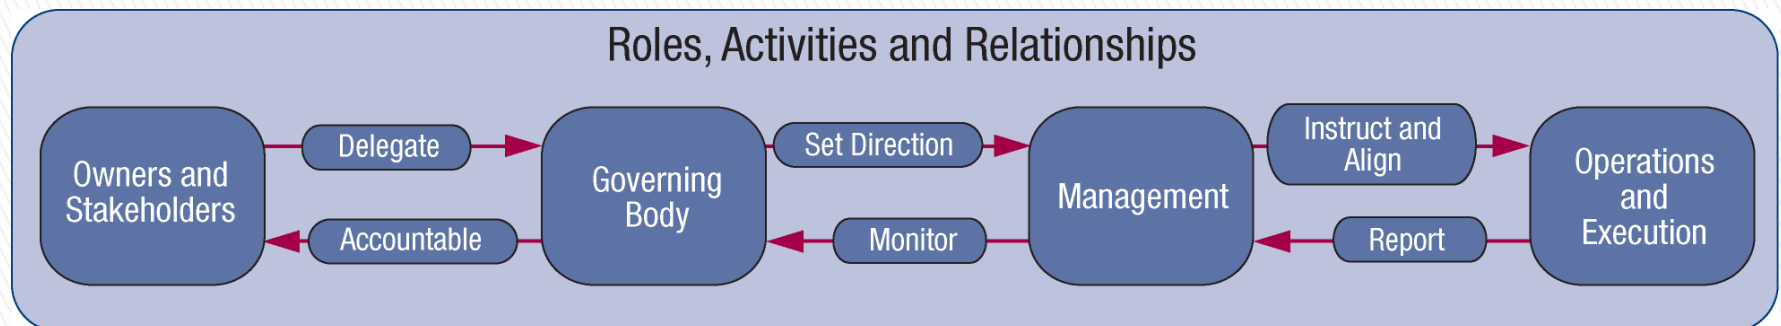 Roles, Activities and Relationships
Owners and
Stakeholders
Delegate
Accountable
Governing
Body
Set Direction
Monitor
Management
Instruct and
Align
Report
Operations
and
Execution